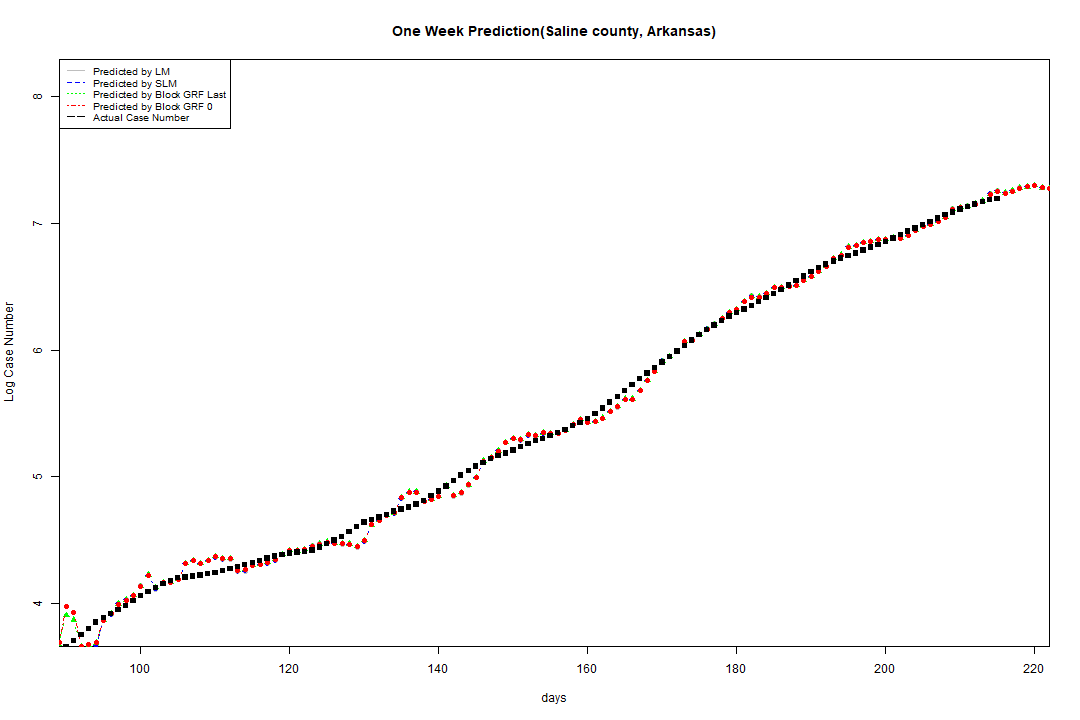 One Week Prediction(Saline county, Arkansas)
Predicted by LM
Predicted by SLM
Predicted by Block GRF Last
Predicted by Block GRF 0
Actual Case Number
8
7
6
5
4
Log Case Number
100 120 140 160 180 200 220
days